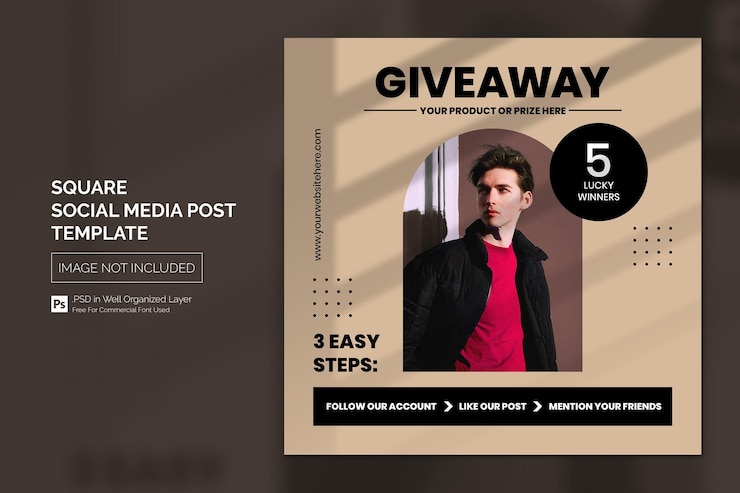 SQUARE
SOCIAL MEDIA POST
TEMPLATE
IMAGE NOT INCLUDED
Ps
.PSD in Well Organized Layer
Free For Commercial Font Used
GIVEAWAY
YOUR PRODUCT OR PRIZE HERE
www.yourwebsitehere.com
5
LUCKY
WINNERS
3 EASY
STEPS:
FOLLOW OUR ACCOUNT ❯ LIKE OUR POST ❯ MENTION YOUR FRIENDS